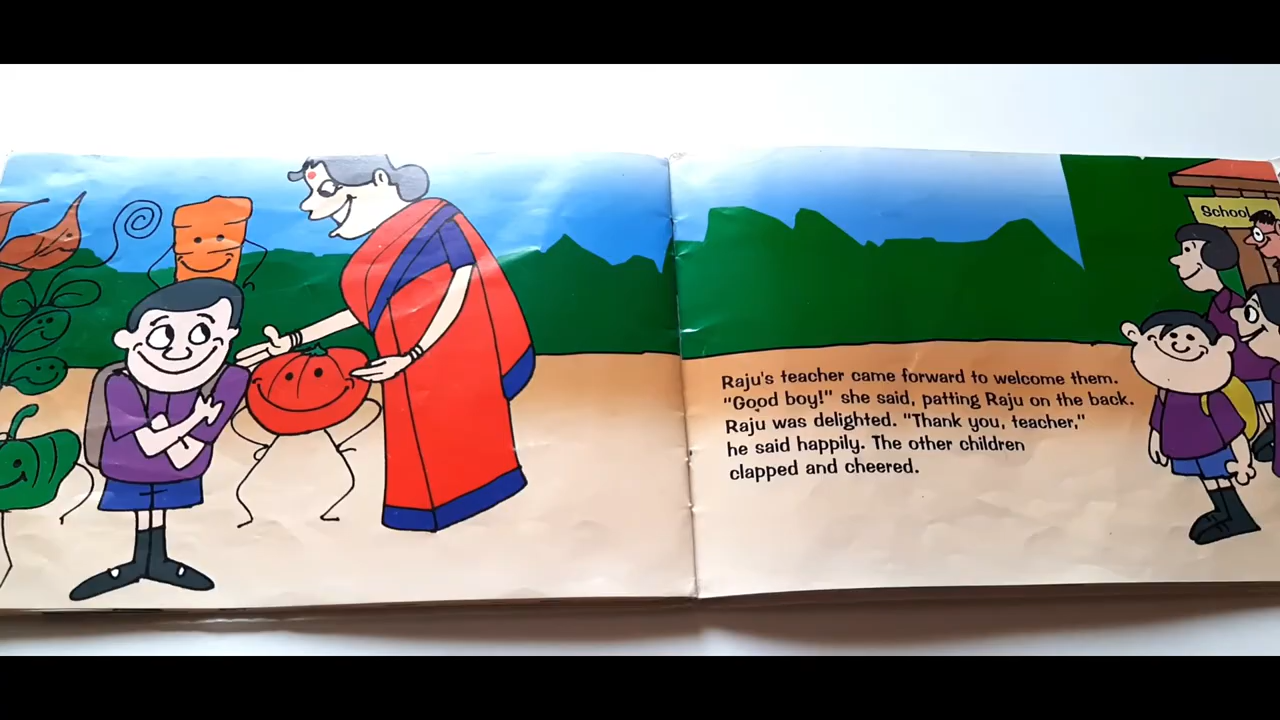 School
Raju's teacher came forward to welcome them.
"Good boy!" she said, patting Raju on the back.
Raju was delighted. "Thank you, teacher,"
he said happily. The other children
clapped and cheered.